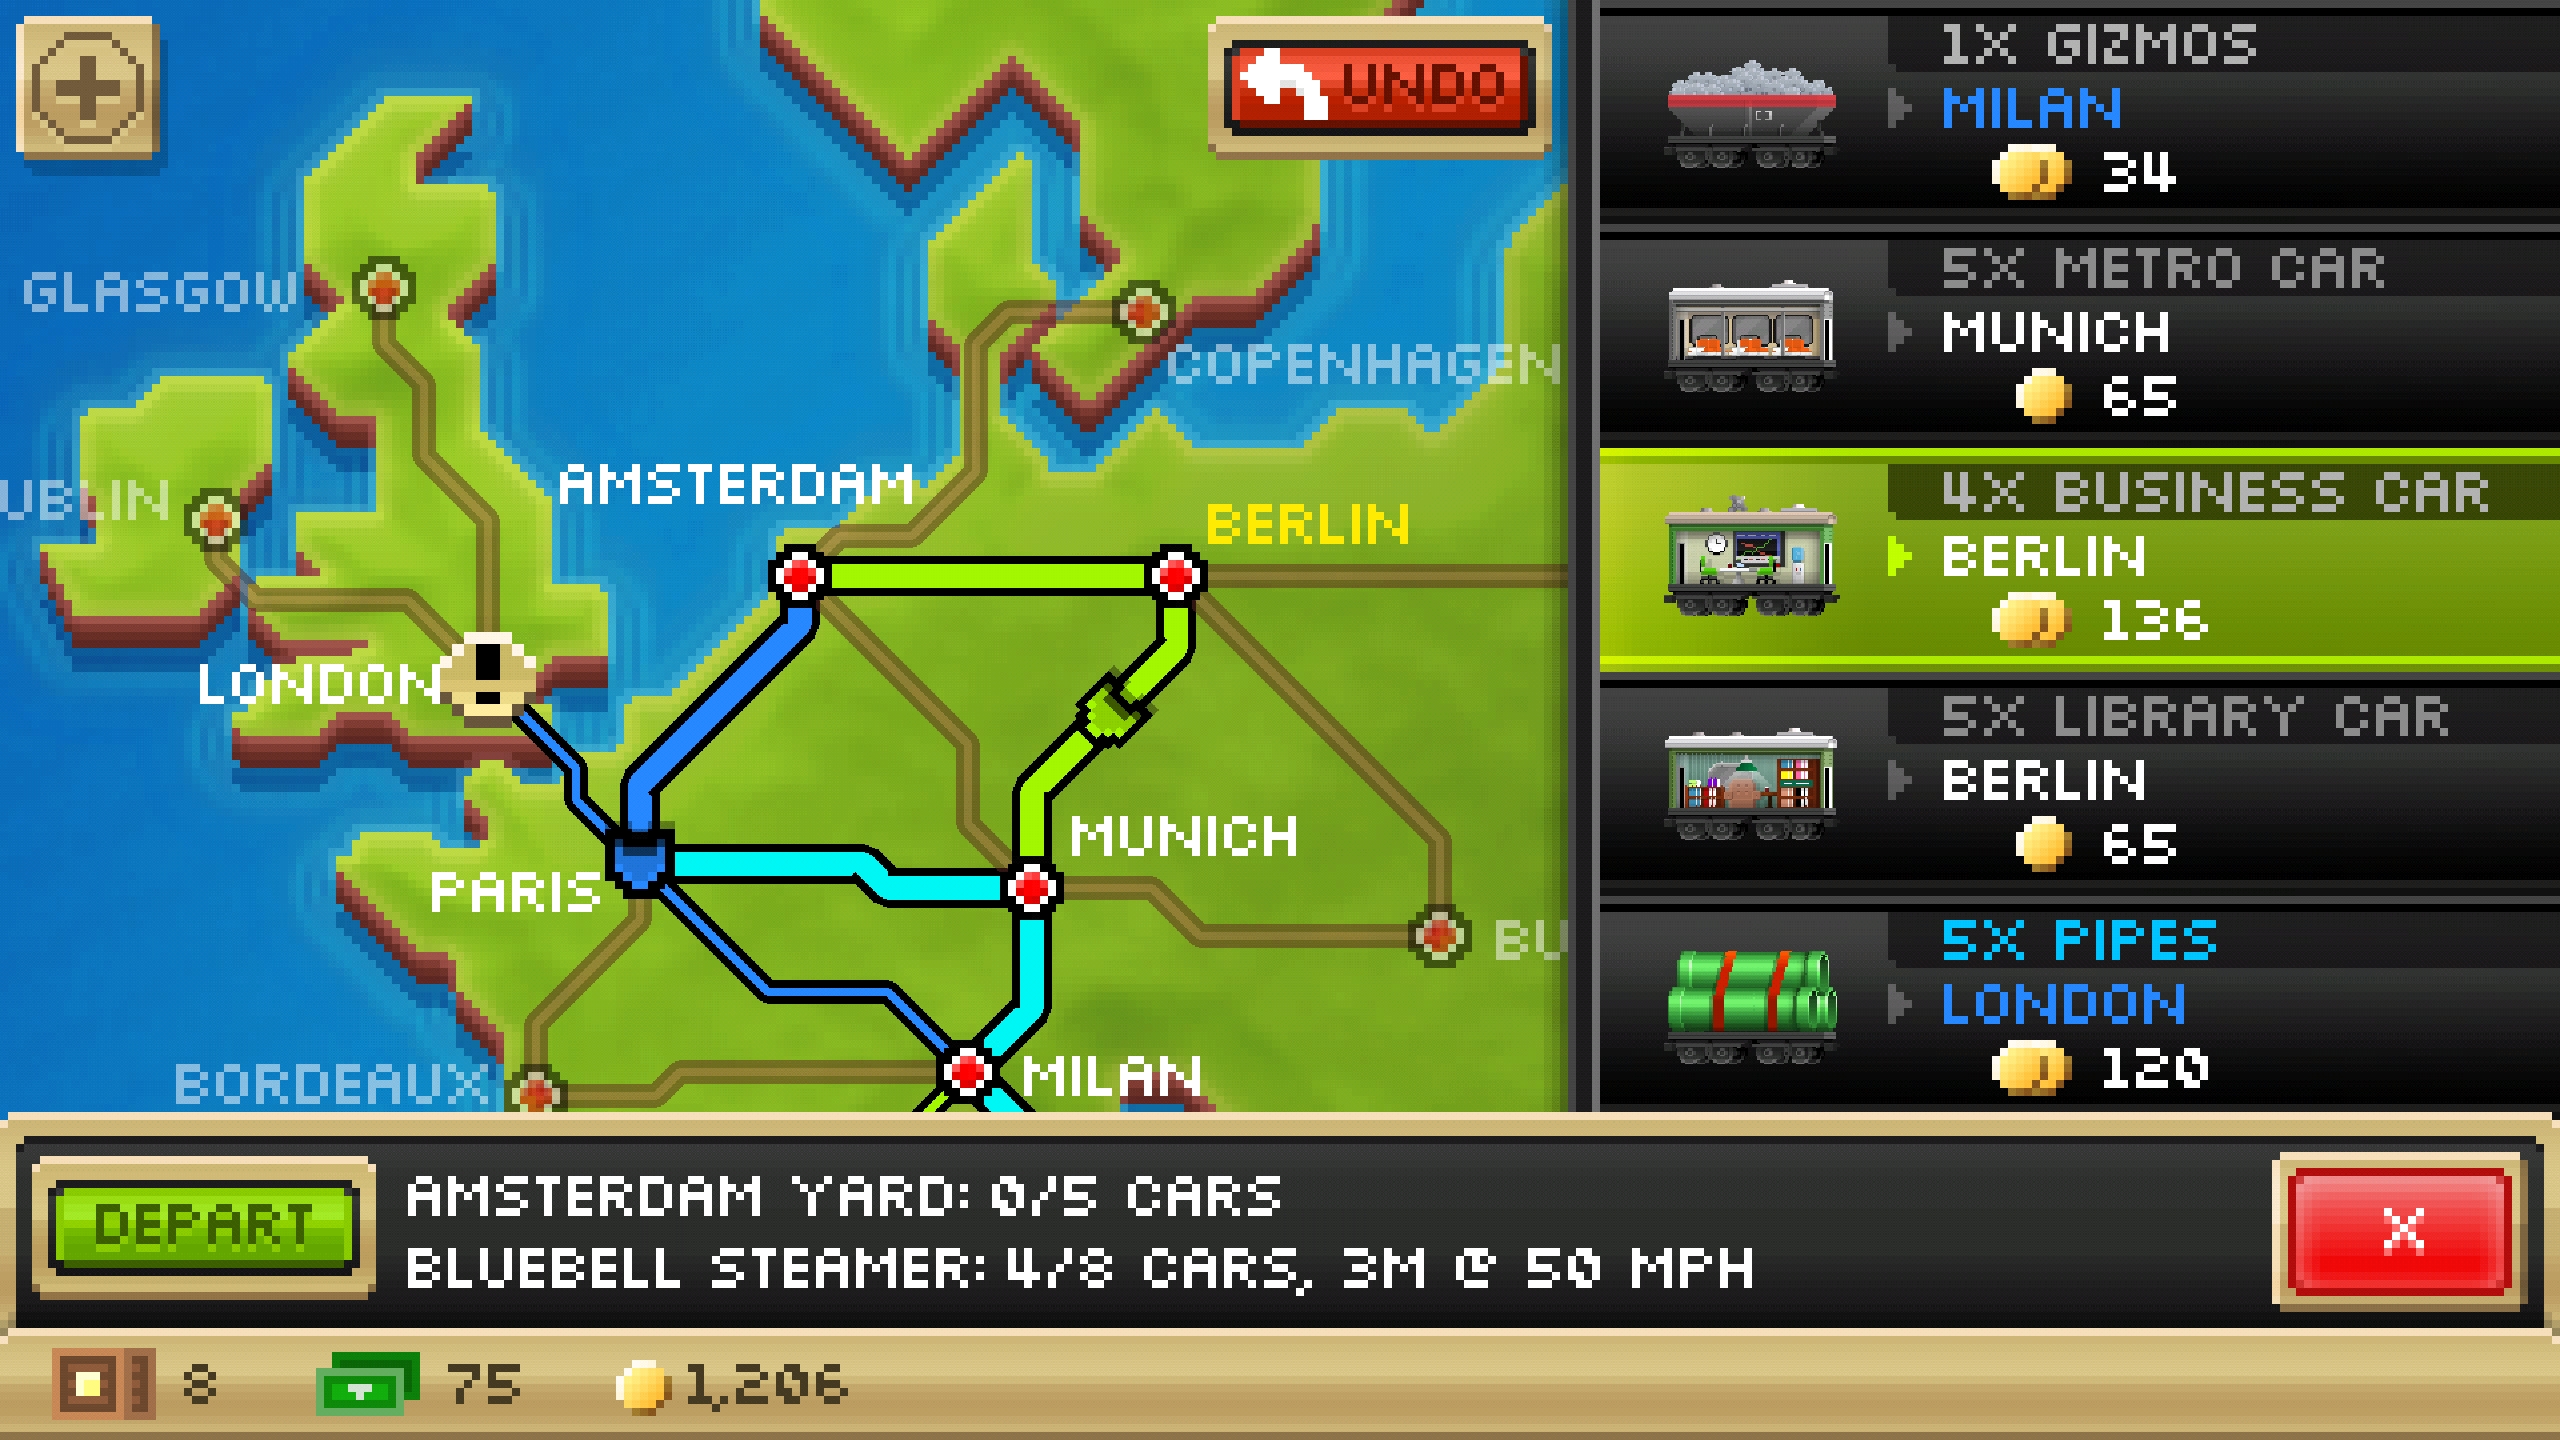 UNDO
GLASGOW
COPENHAGEN
AMSTERDAM
UBLIN
BERLIN
LONDON
MUNICH
PARIS
BU
BORDEAUX
MILAN
1X GIZMOS
MILAN
34
5X METRO CAR
MUNICH
65
4X BUSINESS CAR
BERLIN
136
5X LIBRARY CAR
BERLIN
65
5X PIPES
LONDON
120
DEPART
AMSTERDAM YARD: 0/5 CARS
BLUEBELL STEAMER: 4/8 CARS, 3M @ 50 MPH
X
8
75
1,206